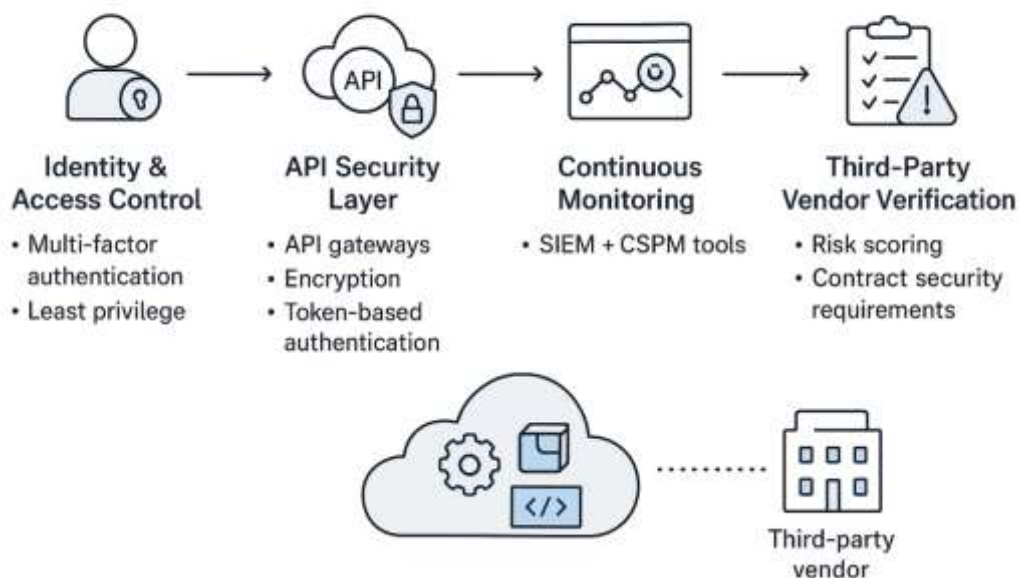 API
Identity &
Access Control
• Multi-factor
authentication
• Least privilege
API Security
Layer
• API gateways
• Encryption
• Token-based
authentication
Continuous
Monitoring
• SIEM + CSPM tools
Third-Party
Vendor Verification
• Risk scoring
• Contract security
requirements
</>
Third-party
vendor